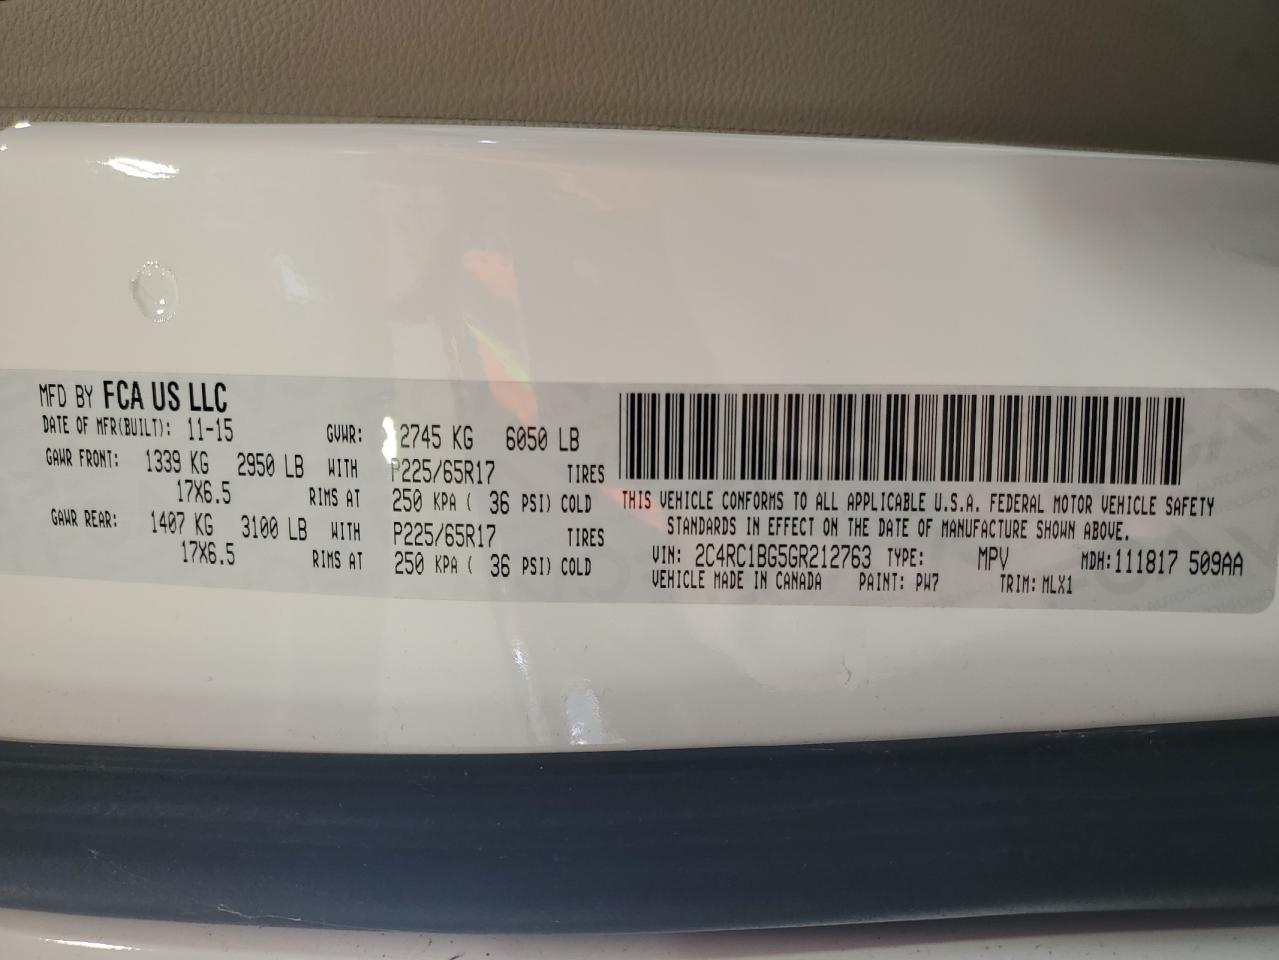 MFD BY FCA US LLC
DATE OF MFR(BUILT): 11-15 GVWR: 2745 KG 6050 LB
GAWR FRONT: 1339 KG 2950 LB WITH P225/65R17 TIRES
17X6.5 RIMS AT 250 KPA ( 36 PSI) COLD
GAWR REAR: 1407 KG 3100 LB WITH P225/65R17 TIRES
17X6.5 RIMS AT 250 KPA ( 36 PSI) COLD
THIS VEHICLE CONFORMS TO ALL APPLICABLE U.S.A. FEDERAL MOTOR VEHICLE SAFETY
STANDARDS IN EFFECT ON THE DATE OF MANUFACTURE SHOWN ABOVE.
VIN: 2C4RC1BG5GR212763 TYPE: MPV MDH:111817 509AA
VEHICLE MADE IN CANADA PAINT: PW7 TRIM: MLX1